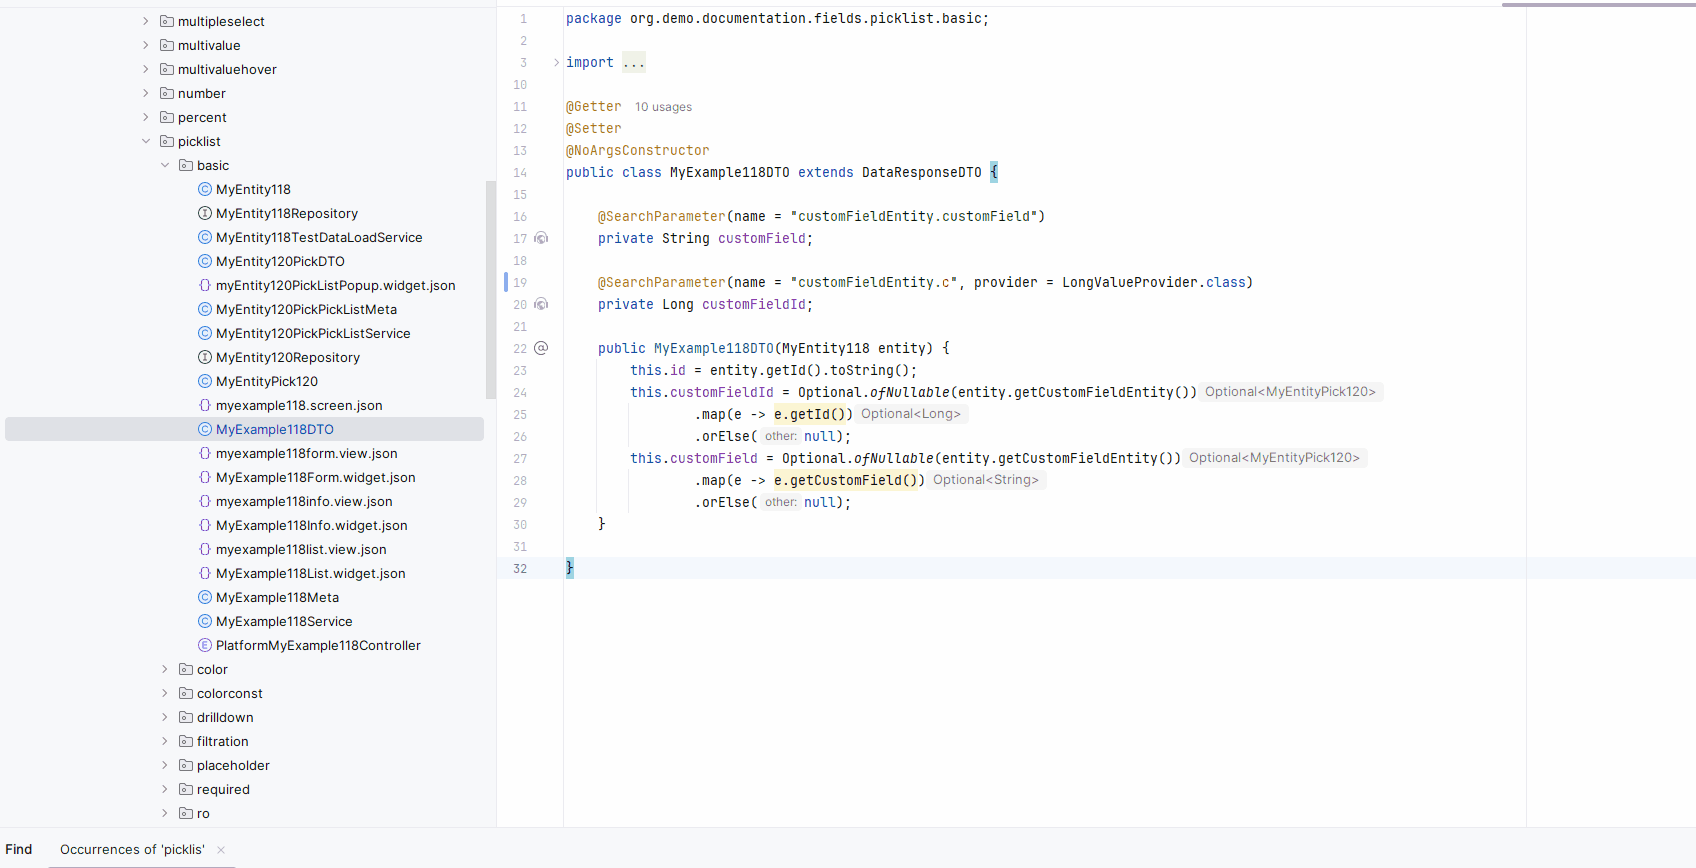 multipleselect
multivalue
multivaluehover
number
percent
picklist
basic
MyEntity118
MyEntity118Repository
MyEntity118TestDataLoadService
MyEntity120PickDTO
myEntity120PickListPopup.widget.json
MyEntity120PickPickListMeta
MyEntity120PickPickListService
MyEntity120Repository
MyEntityPick120
myexample118.screen.json
MyExample118DTO
myexample118form.view.json
MyExample118Form.widget.json
myexample118info.view.json
MyExample118Info.widget.json
myexample118list.view.json
MyExample118List.widget.json
MyExample118Meta
MyExample118Service
PlatformMyExample118Controller
color
colorconst
drilldown
filtration
placeholder
required
ro
1 package org.demo.documentation.fields.picklist.basic;
2
3 import ...
10
11 @Getter 10 usages
12 @Setter
13 @NoArgsConstructor
14 public class MyExample118DTO extends DataResponseDTO {
15
16 @SearchParameter(name = "customFieldEntity.customField")
17 private String customField;
18
19 @SearchParameter(name = "customFieldEntity.c", provider = LongValueProvider.class)
20 private Long customFieldId;
21
22 @ public MyExample118DTO(MyEntity118 entity) {
23 this.id = entity.getId().toString();
24 this.customFieldId = Optional.ofNullable(entity.getCustomFieldEntity()) Optional<MyEntityPick120>
25 .map(e -> e.getId()) Optional<Long>
26 .orElse( other: null);
27 this.customField = Optional.ofNullable(entity.getCustomFieldEntity()) Optional<MyEntityPick120>
28 .map(e -> e.getCustomField()) Optional<String>
29 .orElse( other: null);
30 }
31
32 }
Find Occurrences of 'picklis' ×